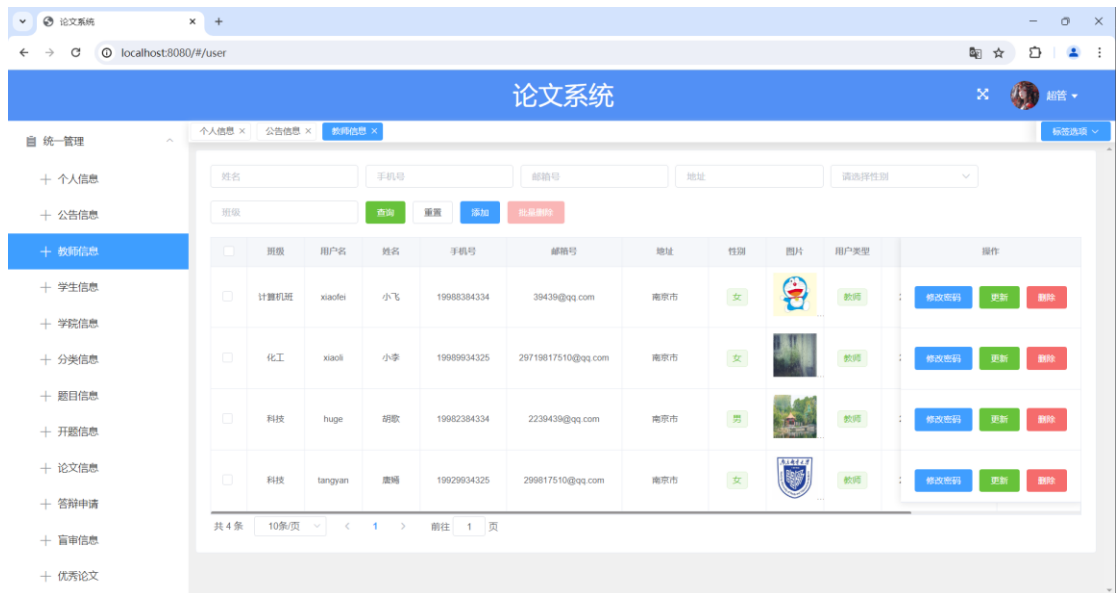 论文系统
localhost:8080/#/user
论文系统
超管
统一管理
个人信息
公告信息
教师信息
学生信息
学院信息
分类信息
题目信息
开题信息
论文信息
答辩申请
盲审信息
优秀论文
个人信息 × 公告信息 × 教师信息 × 标签选项
姓名 手机号 邮箱号 地址 请选择性别
班级 查询 重置 添加 批量删除
班级 用户名 姓名 手机号 邮箱号 地址 性别 图片 用户类型 操作
计算机班 xiaofei 小飞 19988384334 39439@qq.com 南京市 女 教师 修改密码 更新 删除
化工 xiaoli 小李 19989934325 29719817510@qq.com 南京市 女 教师 修改密码 更新 删除
科技 huge 胡歌 19982384334 2239439@qq.com 南京市 男 教师 修改密码 更新 删除
科技 tangyan 唐嫣 19929934325 299817510@qq.com 南京市 女 教师 修改密码 更新 删除
共 4 条 10条/页 1 前往 1 页